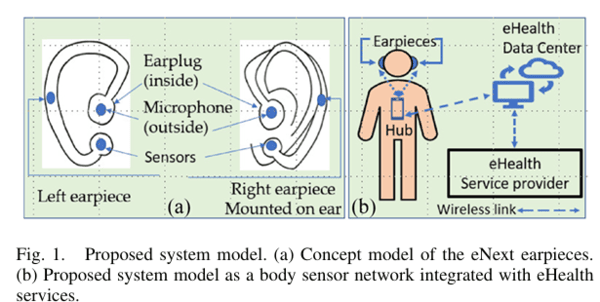 Earplug
(inside)
Microphone
(outside)
Sensors
Left earpiece
(a)
Right earpiece
Mounted on ear
(b)
Earpieces
Hub
eHealth
Data Center
eHealth
Service provider
Wireless link
Fig. 1. Proposed system model. (a) Concept model of the eNext earpieces.
(b) Proposed system model as a body sensor network integrated with eHealth
services.